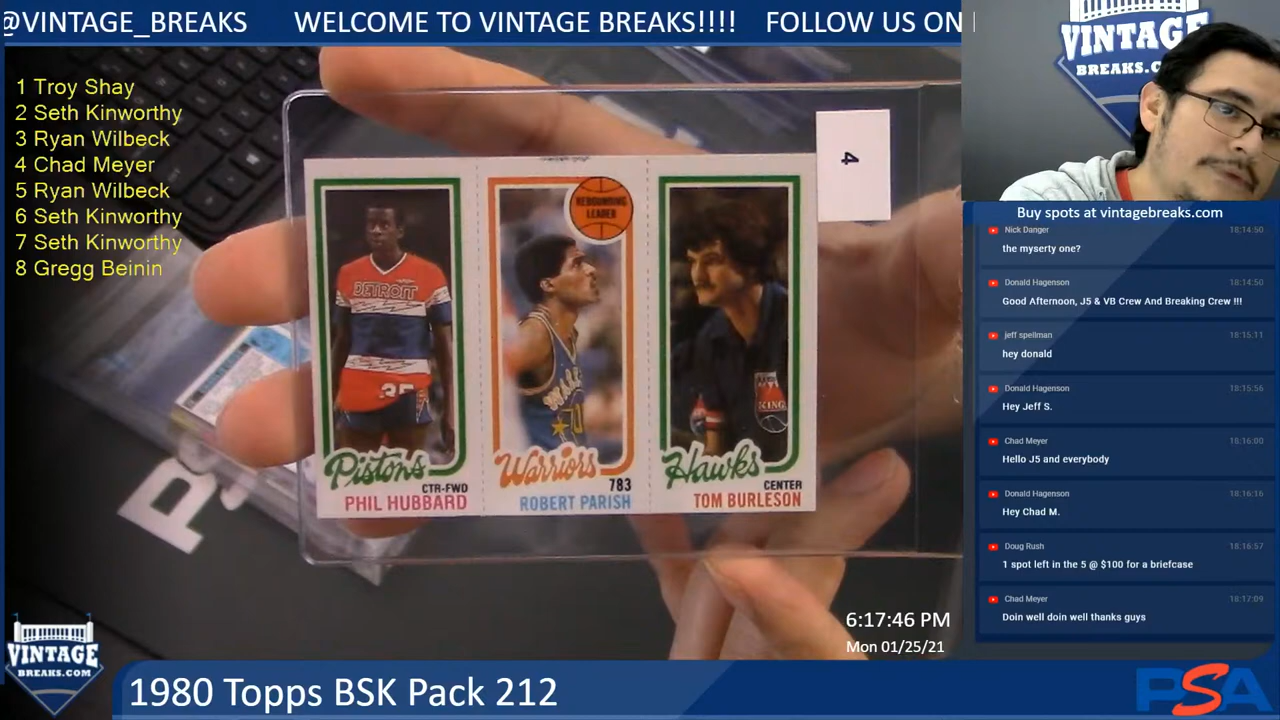 @VINTAGE_BREAKS WELCOME TO VINTAGE BREAKS!!!! FOLLOW US ON
1 Troy Shay
2 Seth Kinworthy
3 Ryan Wilbeck
4 Chad Meyer
5 Ryan Wilbeck
6 Seth Kinworthy
7 Seth Kinworthy
8 Gregg Beinin
4
REBOUNDING
LEADER
DETROIT
35
KING
Pistons
CTR-FWD
PHIL HUBBARD
Warriors
783
ROBERT PARISH
Hawks
CENTER
TOM BURLESON
VINTAGE
BREAKS.COM
Buy spots at vintagebreaks.com
Nick Danger 18:14:50
the myserty one?
Donald Hagenson 18:14:50
Good Afternoon, J5 & VB Crew And Breaking Crew !!!
jeff spellman 18:15:11
hey donald
Donald Hagenson 18:15:56
Hey Jeff S.
Chad Meyer 18:16:00
Hello J5 and everybody
Donald Hagenson 18:16:16
Hey Chad M.
Doug Rush 18:16:57
1 spot left in the 5 @ $100 for a briefcase
Chad Meyer 18:17:09
Doin well doin well thanks guys
6:17:46 PM
Mon 01/25/21
VINTAGE
BREAKS.COM
1980 Topps BSK Pack 212
PSA